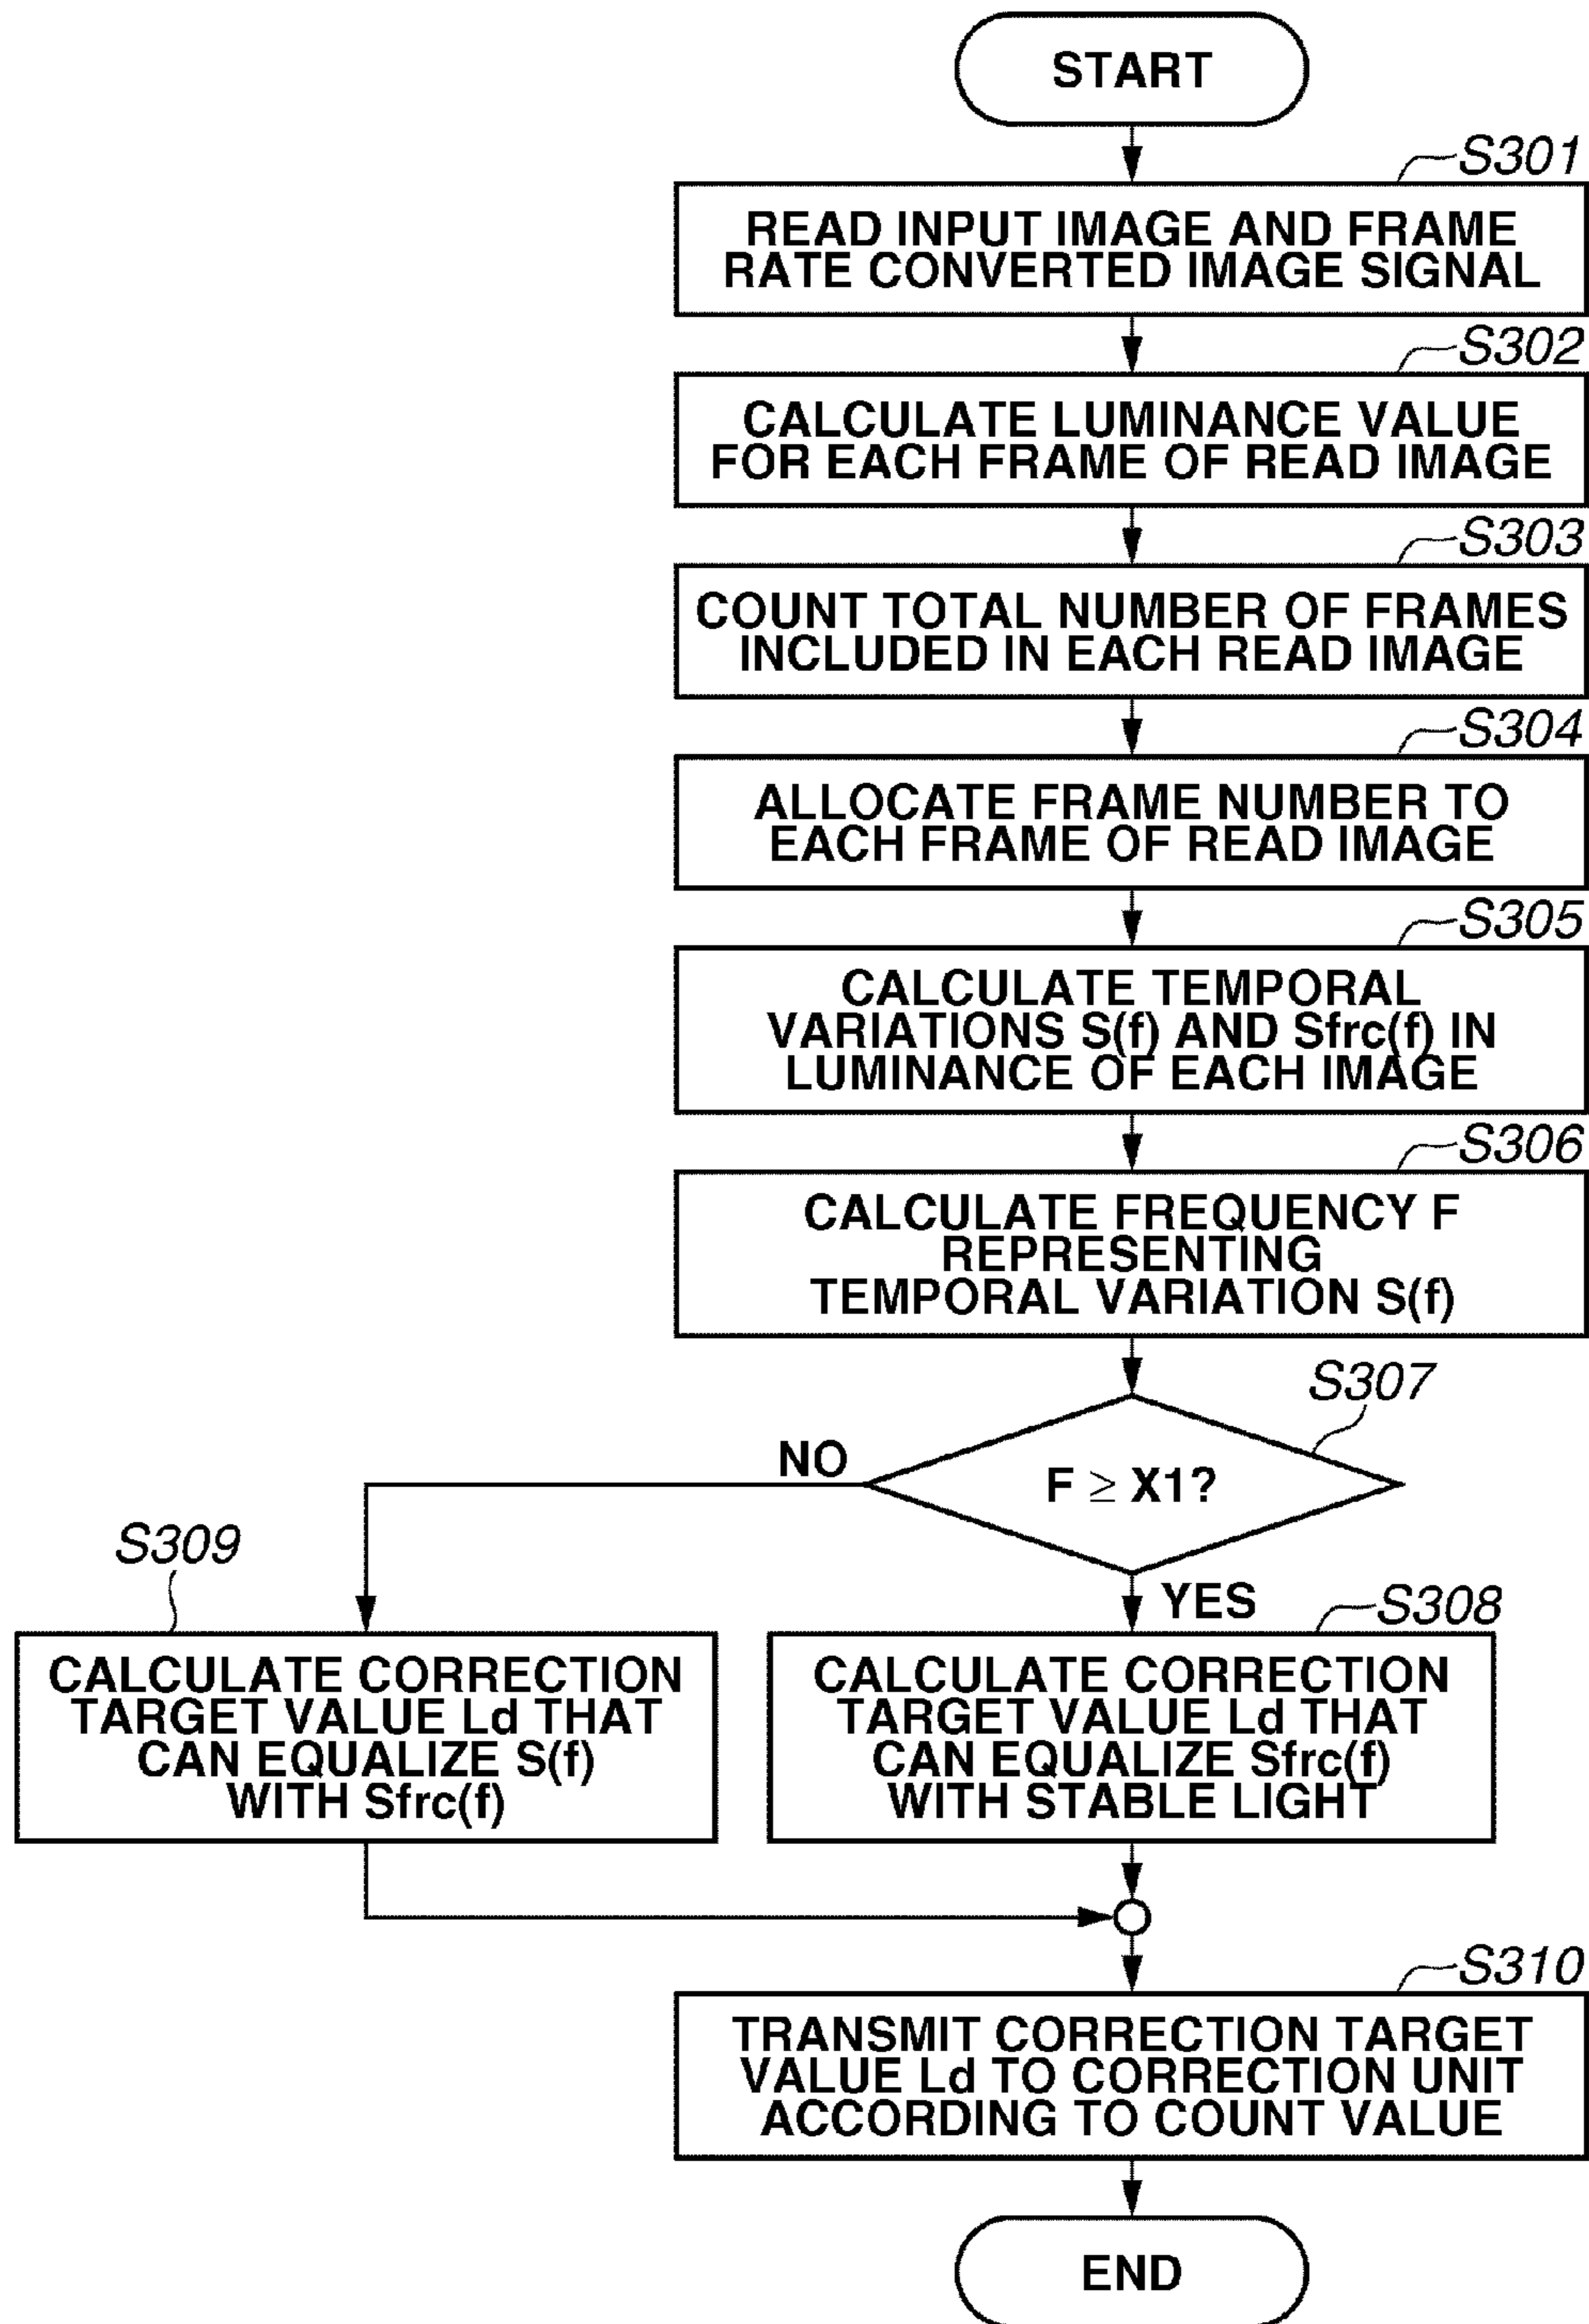 START
S301
READ INPUT IMAGE AND FRAME
RATE CONVERTED IMAGE SIGNAL
S302
CALCULATE LUMINANCE VALUE
FOR EACH FRAME OF READ IMAGE
S303
COUNT TOTAL NUMBER OF FRAMES
INCLUDED IN EACH READ IMAGE
S304
ALLOCATE FRAME NUMBER TO
EACH FRAME OF READ IMAGE
S305
CALCULATE TEMPORAL
VARIATIONS S(f) AND Sfrc(f) IN
LUMINANCE OF EACH IMAGE
S306
CALCULATE FREQUENCY F
REPRESENTING
TEMPORAL VARIATION S(f)
S307
F ≥ X1?
NO
YES
S309
CALCULATE CORRECTION
TARGET VALUE Ld THAT
CAN EQUALIZE S(f)
WITH Sfrc(f)
S308
CALCULATE CORRECTION
TARGET VALUE Ld THAT
CAN EQUALIZE Sfrc(f)
WITH STABLE LIGHT
S310
TRANSMIT CORRECTION TARGET
VALUE Ld TO CORRECTION UNIT
ACCORDING TO COUNT VALUE
END